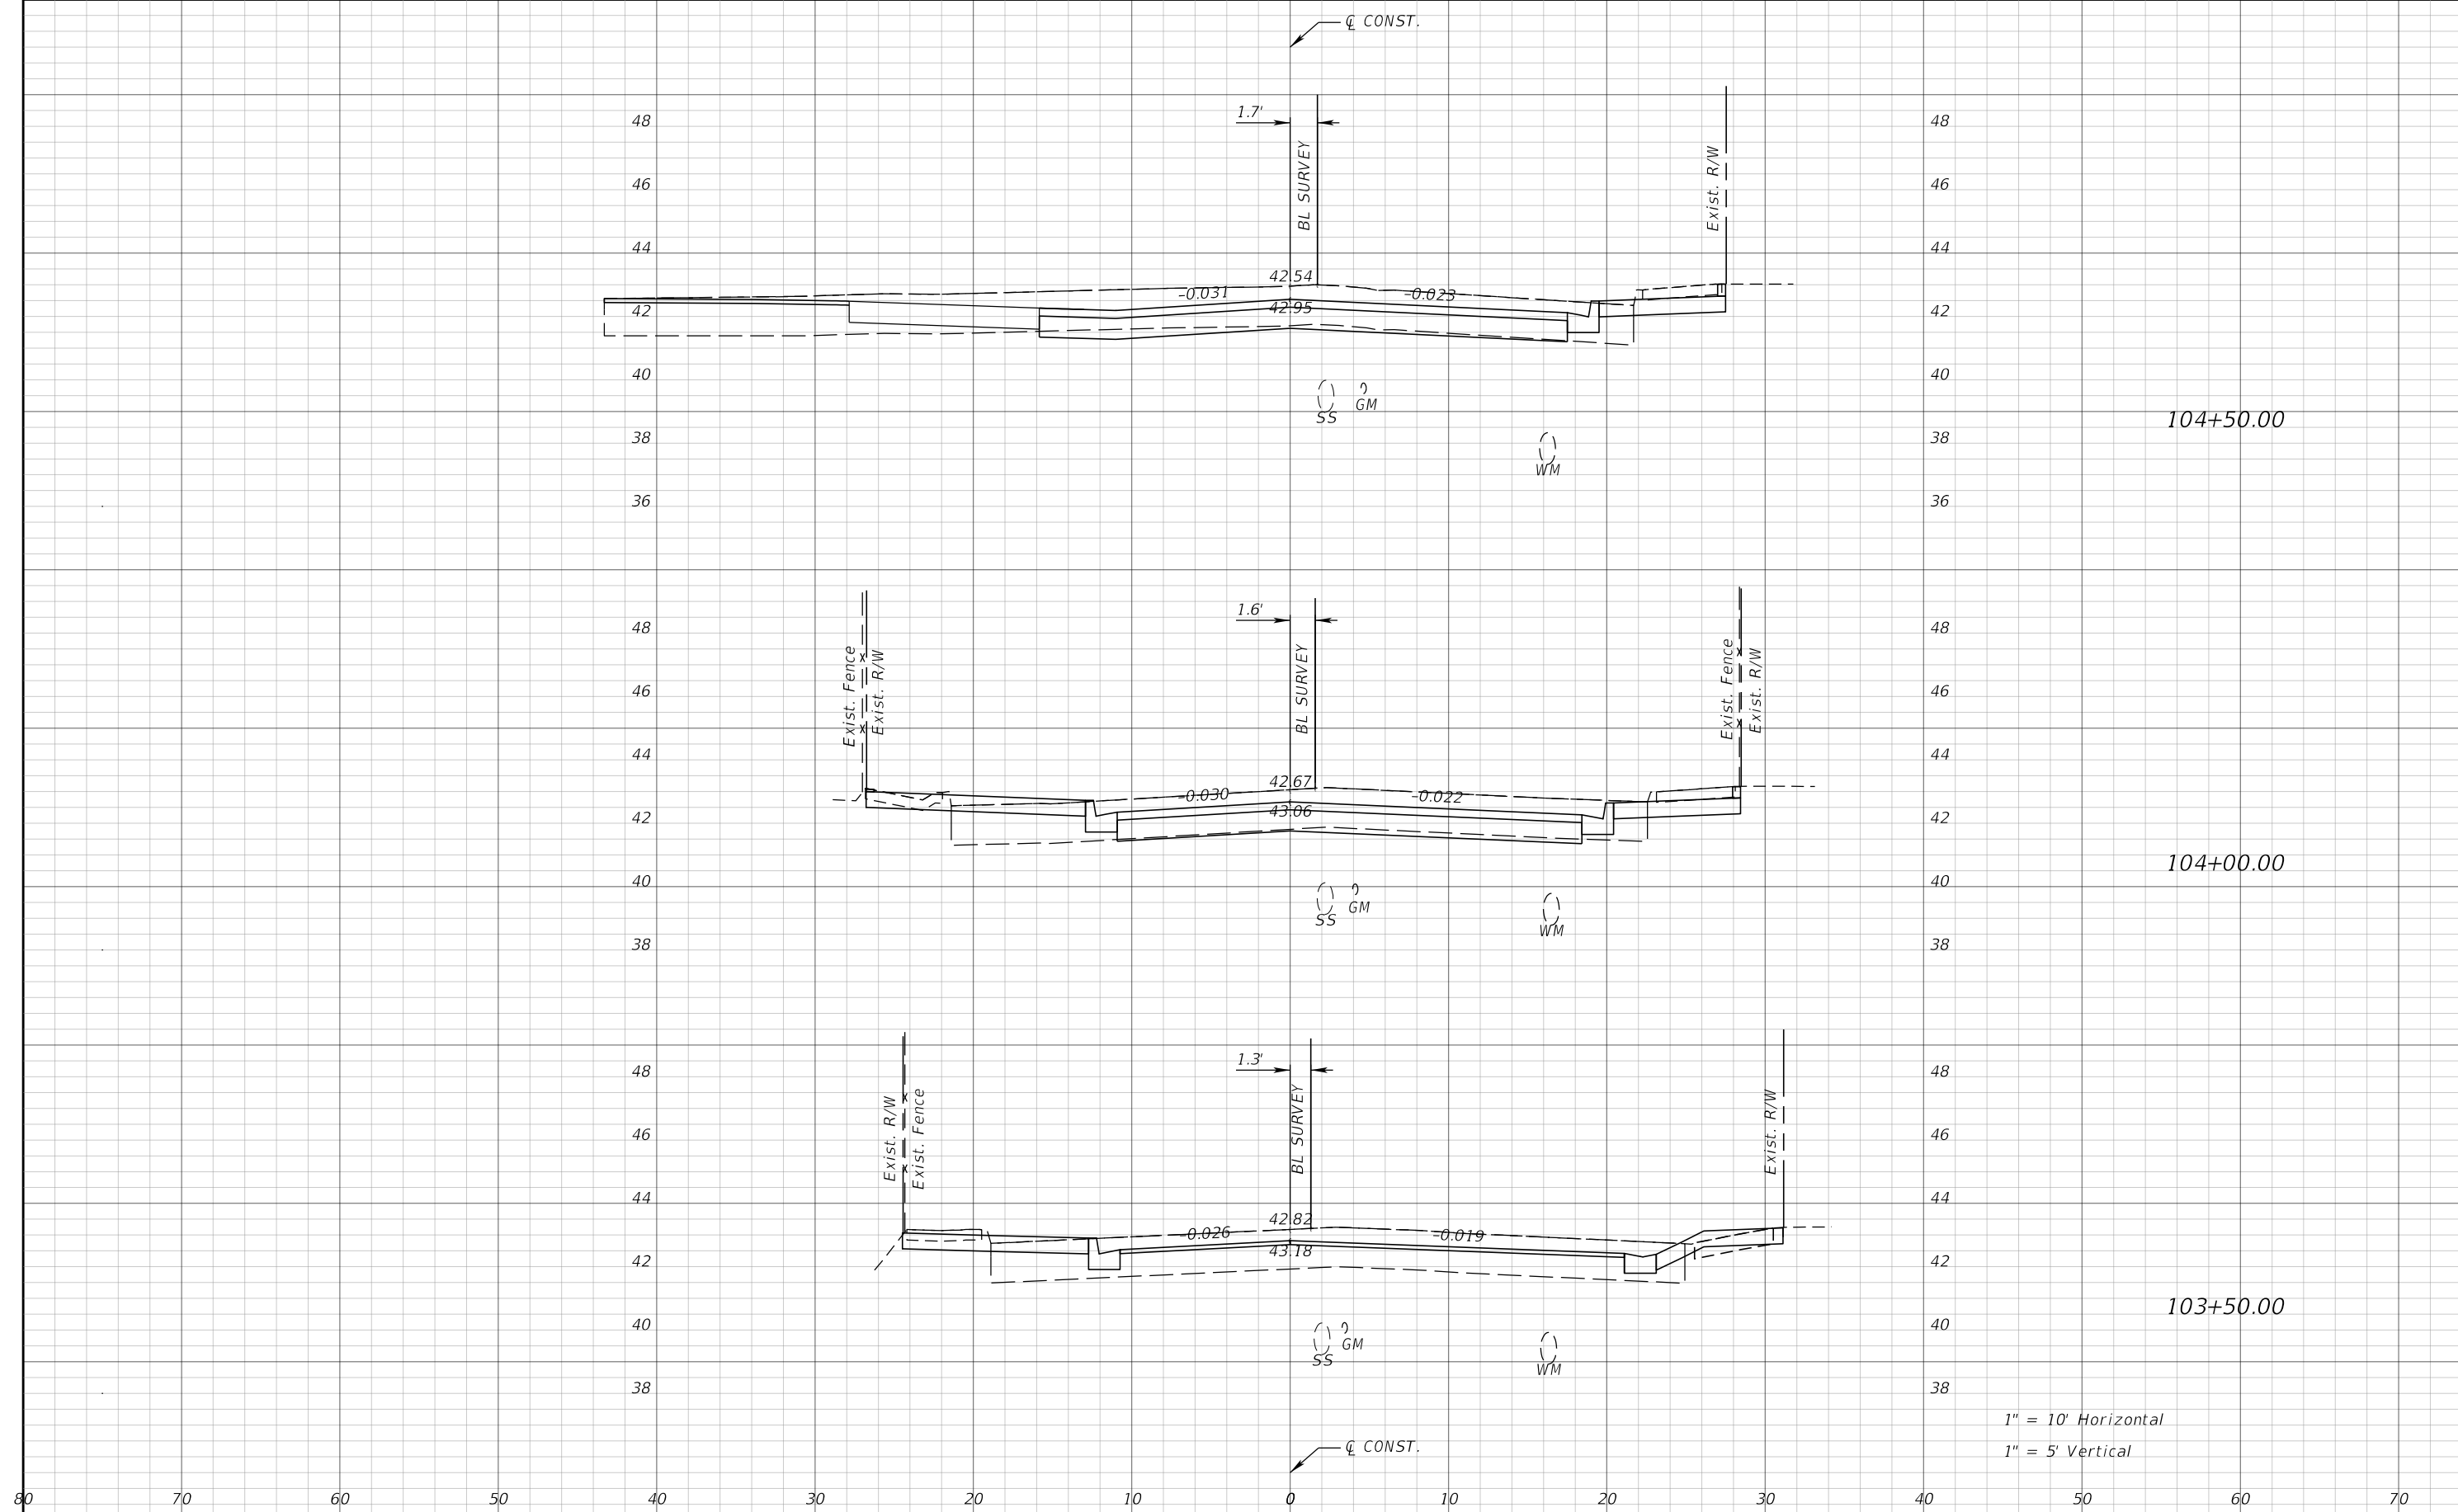 ℄ CONST.
1.7'
48 48
BL SURVEY
Exist. R/W
46 46
44 44
42.54
-0.031 -0.023
42.95
42 42
40 40
SS GM
104+50.00
38 38
WM
36 36
1.6'
48 48
Exist. Fence
Exist. R/W
BL SURVEY
Exist. Fence
Exist. R/W
46 46
44 44
42.67
-0.030 -0.022
43.06
42 42
104+00.00
40 40
SS GM
WM
38 38
1.3'
48 48
Exist. R/W
Exist. Fence
BL SURVEY
Exist. R/W
46 46
44 44
42.82
-0.026 -0.019
43.18
42 42
103+50.00
40 40
SS GM
WM
38 38
1" = 10' Horizontal
℄ CONST.
1" = 5' Vertical
80 70 60 50 40 30 20 10 0 10 20 30 40 50 60 70